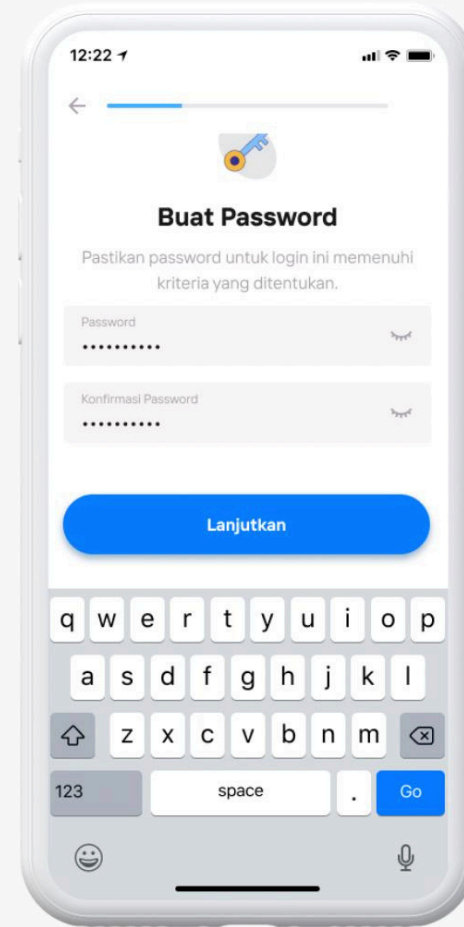 12:22
Buat Password
Pastikan password untuk login ini memenuhi
kriteria yang ditentukan.
Password
••••••••••
Konfirmasi Password
••••••••••
Lanjutkan
q w e r t y u i o p
a s d f g h j k l
z x c v b n m
123 space . Go